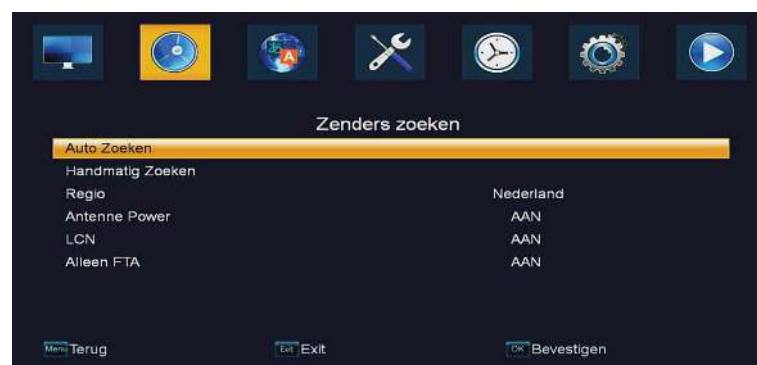 Zenders zoeken
Auto Zoeken
Handmatig Zoeken
Regio Nederland
Antenne Power AAN
LCN AAN
Alleen FTA AAN
Menu Terug Exit Exit OK Bevestigen